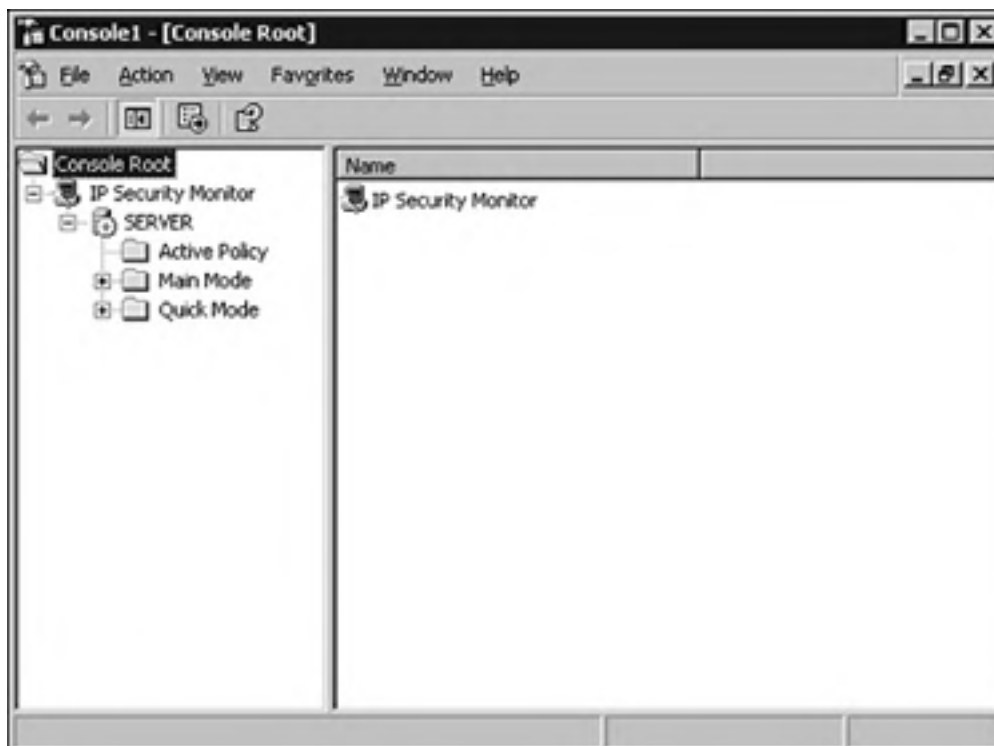 Console1 - [Console Root]
File Action View Favorites Window Help
Console Root
IP Security Monitor
SERVER
Active Policy
Main Mode
Quick Mode
Name
IP Security Monitor